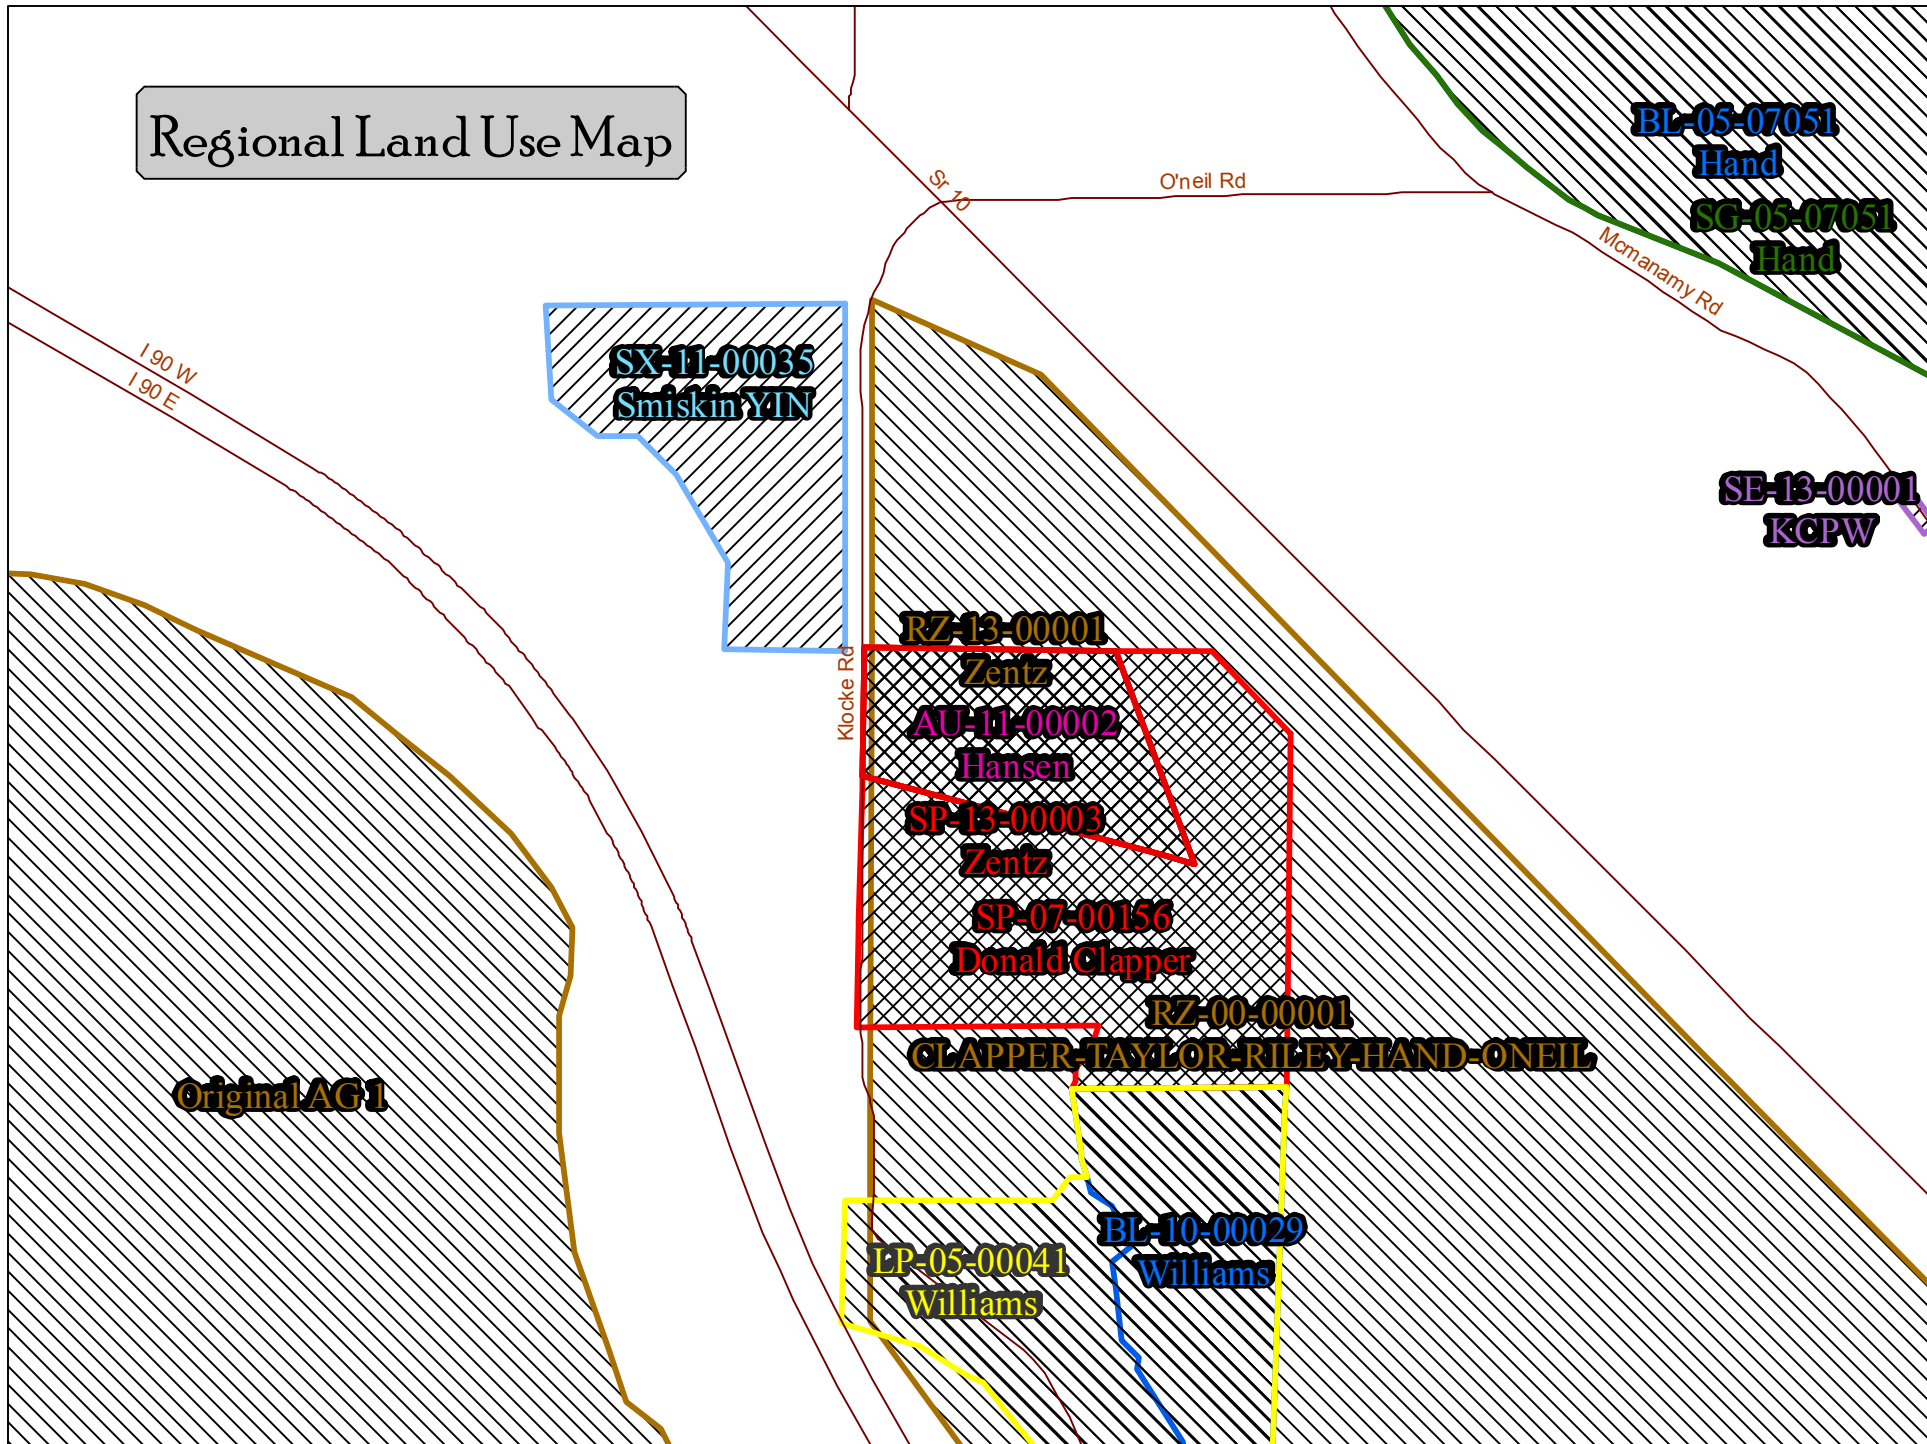 Regional Land Use Map
BL-05-07051
Hand
SG-05-07051
Hand
Sr 10
O'neil Rd
Mcmanamy Rd
I 90 W
I 90 E
SX-11-00035
Smiskin YIN
SE-13-00001
KCPW
RZ-13-00001
Zentz
Klocke Rd
AU-11-00002
Hansen
SP-13-00003
Zentz
SP-07-00156
Donald Clapper
RZ-00-00001
CLAPPER-TAYLOR-RILEY-HAND-ONEIL
Original AG 1
BL-10-00029
Williams
LP-05-00041
Williams